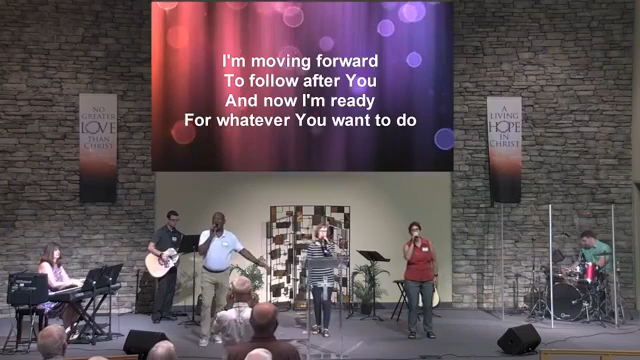 I'm moving forward
To follow after You
And now I'm ready
For whatever You want to do
NO
GREATER
LOVE
THAN
CHRIST
A
LIVING
HOPE
IN
CHRIST